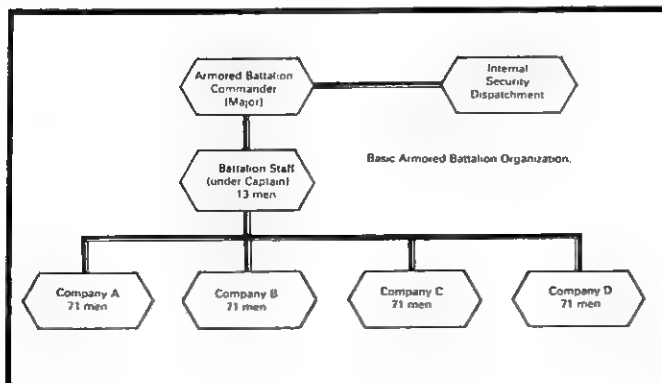 Armored Battalion
Commander
(Major)
Internal
Security
Dispatchment
Battalion Staff
(under Captain)
13 men
Basic Armored Battalion Organization.
Company A
71 men
Company B
71 men
Company C
71 men
Company D
71 men